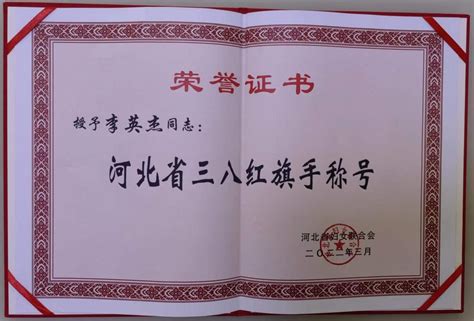 荣誉证书
授予李英杰同志：
河北省三八红旗手称号
河北省妇女联合会
二〇二二年三月